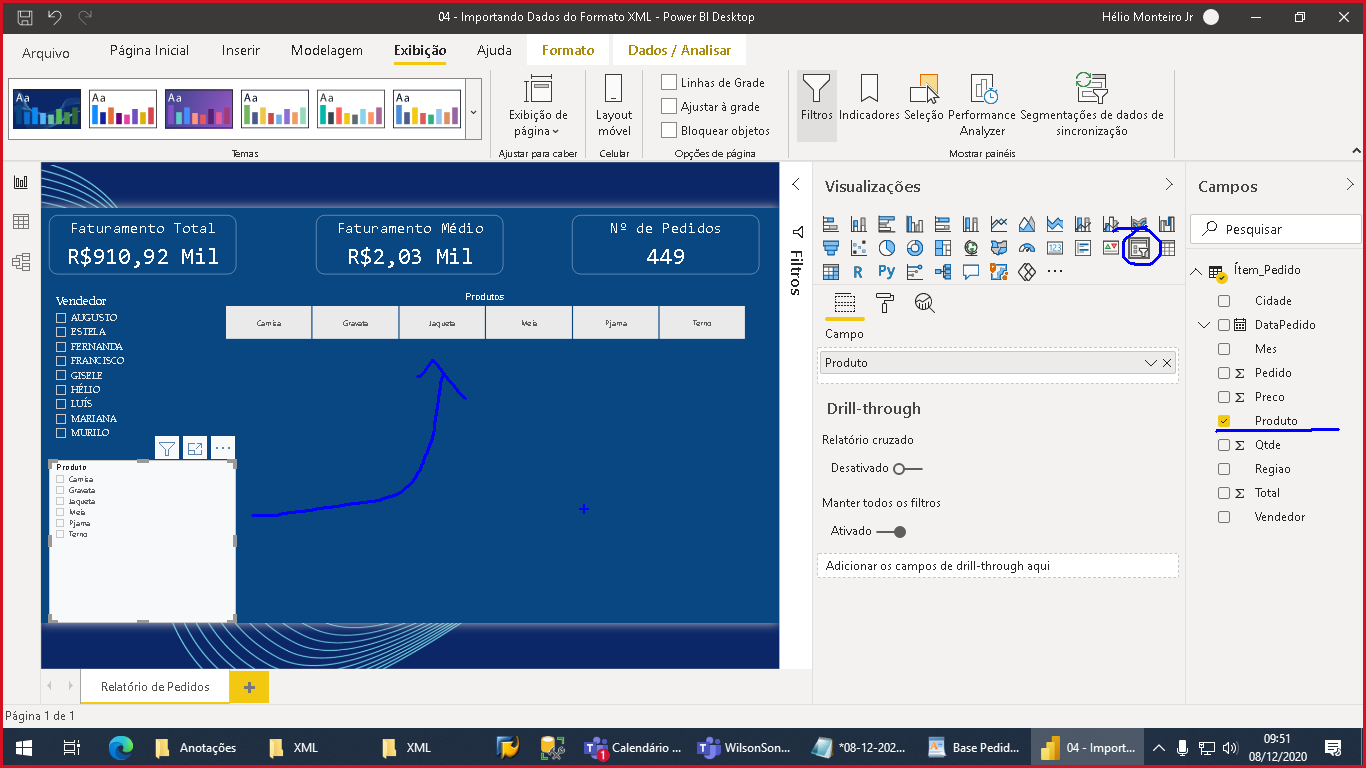 04 - Importando Dados do Formato XML - Power BI Desktop
Hélio Monteiro Jr
Arquivo
Página Inicial
Inserir
Modelagem
Exibição
Ajuda
Formato
Dados / Analisar
Aa
Aa
Aa
Aa
Aa
Aa
Temas
Exibição de
página
Ajustar para caber
Layout
móvel
Celular
Linhas de Grade
Ajustar à grade
Bloquear objetos
Opções de página
Filtros
Indicadores
Seleção
Performance
Analyzer
Segmentações de dados de
sincronização
Mostrar painéis
Faturamento Total
R$910,92 Mil
Faturamento Médio
R$2,03 Mil
Nº de Pedidos
449
Vendedor
AUGUSTO
ESTELA
FERNANDA
FRANCISCO
GISELE
HÉLIO
LUÍS
MARIANA
MURILO
Produtos
Camisa
Gravata
Jaqueta
Meia
Pjama
Terno
Produto
Camisa
Gravata
Jaqueta
Meia
Pjama
Terno
Filtros
Visualizações
123
R
Py
Campo
Produto
Drill-through
Relatório cruzado
Desativado
Manter todos os filtros
Ativado
Adicionar os campos de drill-through aqui
Campos
Pesquisar
Ítem_Pedido
Cidade
DataPedido
Mes
Σ Pedido
Σ Preco
Produto
Σ Qtde
Regiao
Σ Total
Vendedor
Relatório de Pedidos
Página 1 de 1
Anotações
XML
XML
1
Calendário ...
WilsonSon...
*08-12-202...
Base Pedid...
04 - Import...
09:51
08/12/2020